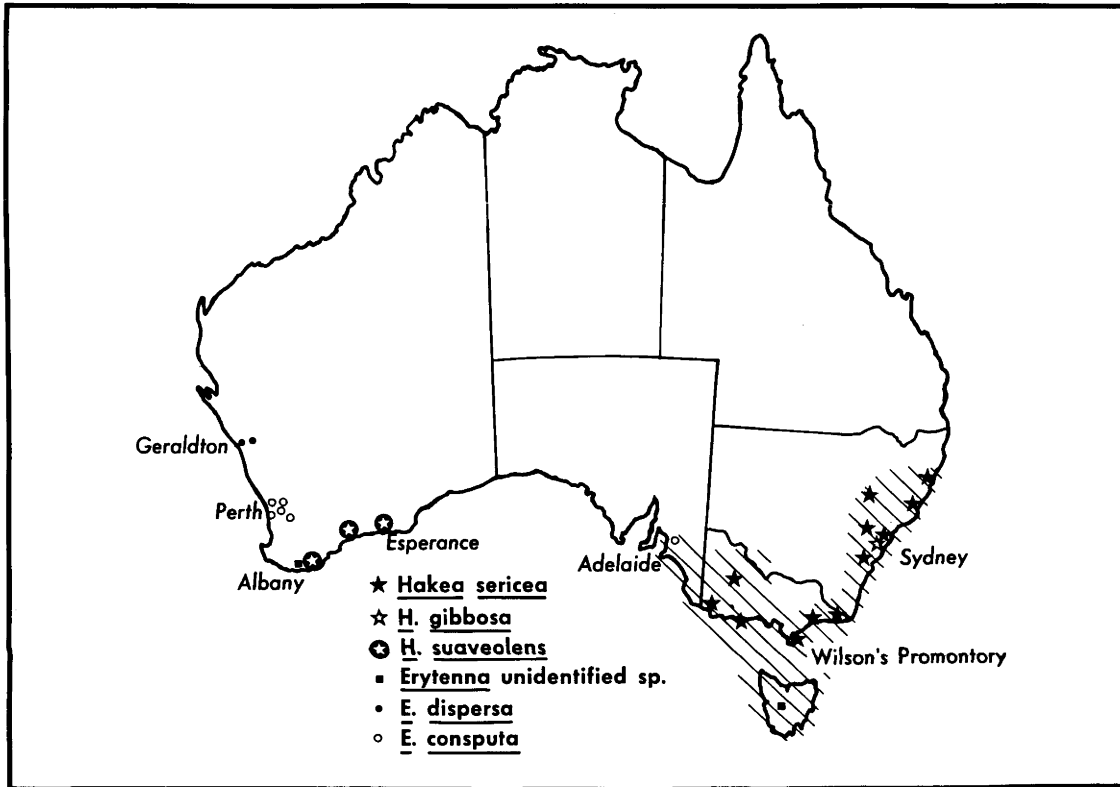 Geraldton
Perth
Albany
Esperance
Adelaide
Sydney
Wilson's Promontory
Hakea sericea
H. gibbosa
H. suaveolens
Erytenna unidentified sp.
E. dispersa
E. consputa